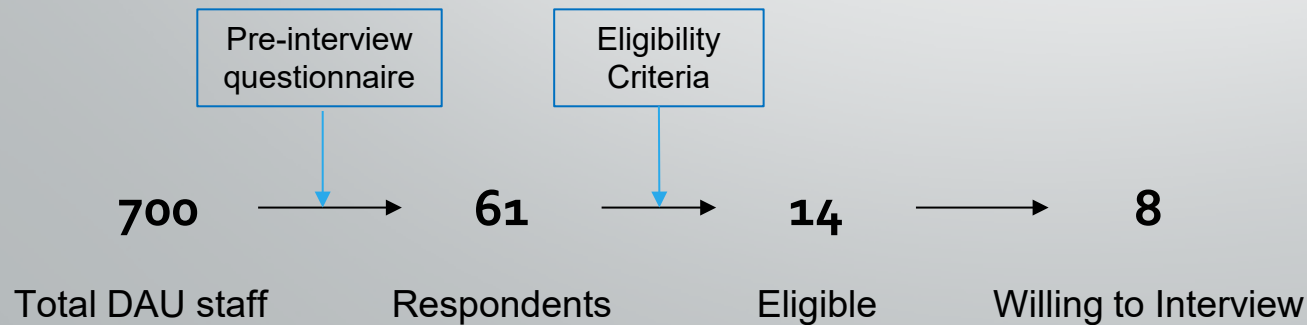 Pre-interview
questionnaire
Eligibility
Criteria
700
61
14
8
Total DAU staff
Respondents
Eligible
Willing to Interview